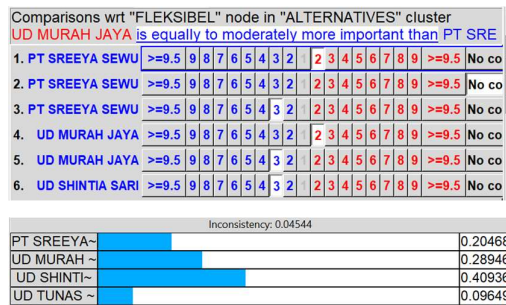 Comparisons wrt "FLEKSIBEL" node in "ALTERNATIVES" cluster
UD MURAH JAYA is equally to moderately more important than PT SRE
1. PT SREEYA SEWU >=9.5 9 8 7 6 5 4 3 2 1 2 3 4 5 6 7 8 9 >=9.5 No co
2. PT SREEYA SEWU >=9.5 9 8 7 6 5 4 3 2 1 2 3 4 5 6 7 8 9 >=9.5 No co
3. PT SREEYA SEWU >=9.5 9 8 7 6 5 4 3 2 1 2 3 4 5 6 7 8 9 >=9.5 No co
4. UD MURAH JAYA >=9.5 9 8 7 6 5 4 3 2 1 2 3 4 5 6 7 8 9 >=9.5 No co
5. UD MURAH JAYA >=9.5 9 8 7 6 5 4 3 2 1 2 3 4 5 6 7 8 9 >=9.5 No co
6. UD SHINTIA SARI >=9.5 9 8 7 6 5 4 3 2 1 2 3 4 5 6 7 8 9 >=9.5 No co
Inconsistency: 0.04544
PT SREEYA~ 0.20468
UD MURAH ~ 0.28946
UD SHINTI~ 0.40936
UD TUNAS ~ 0.09649